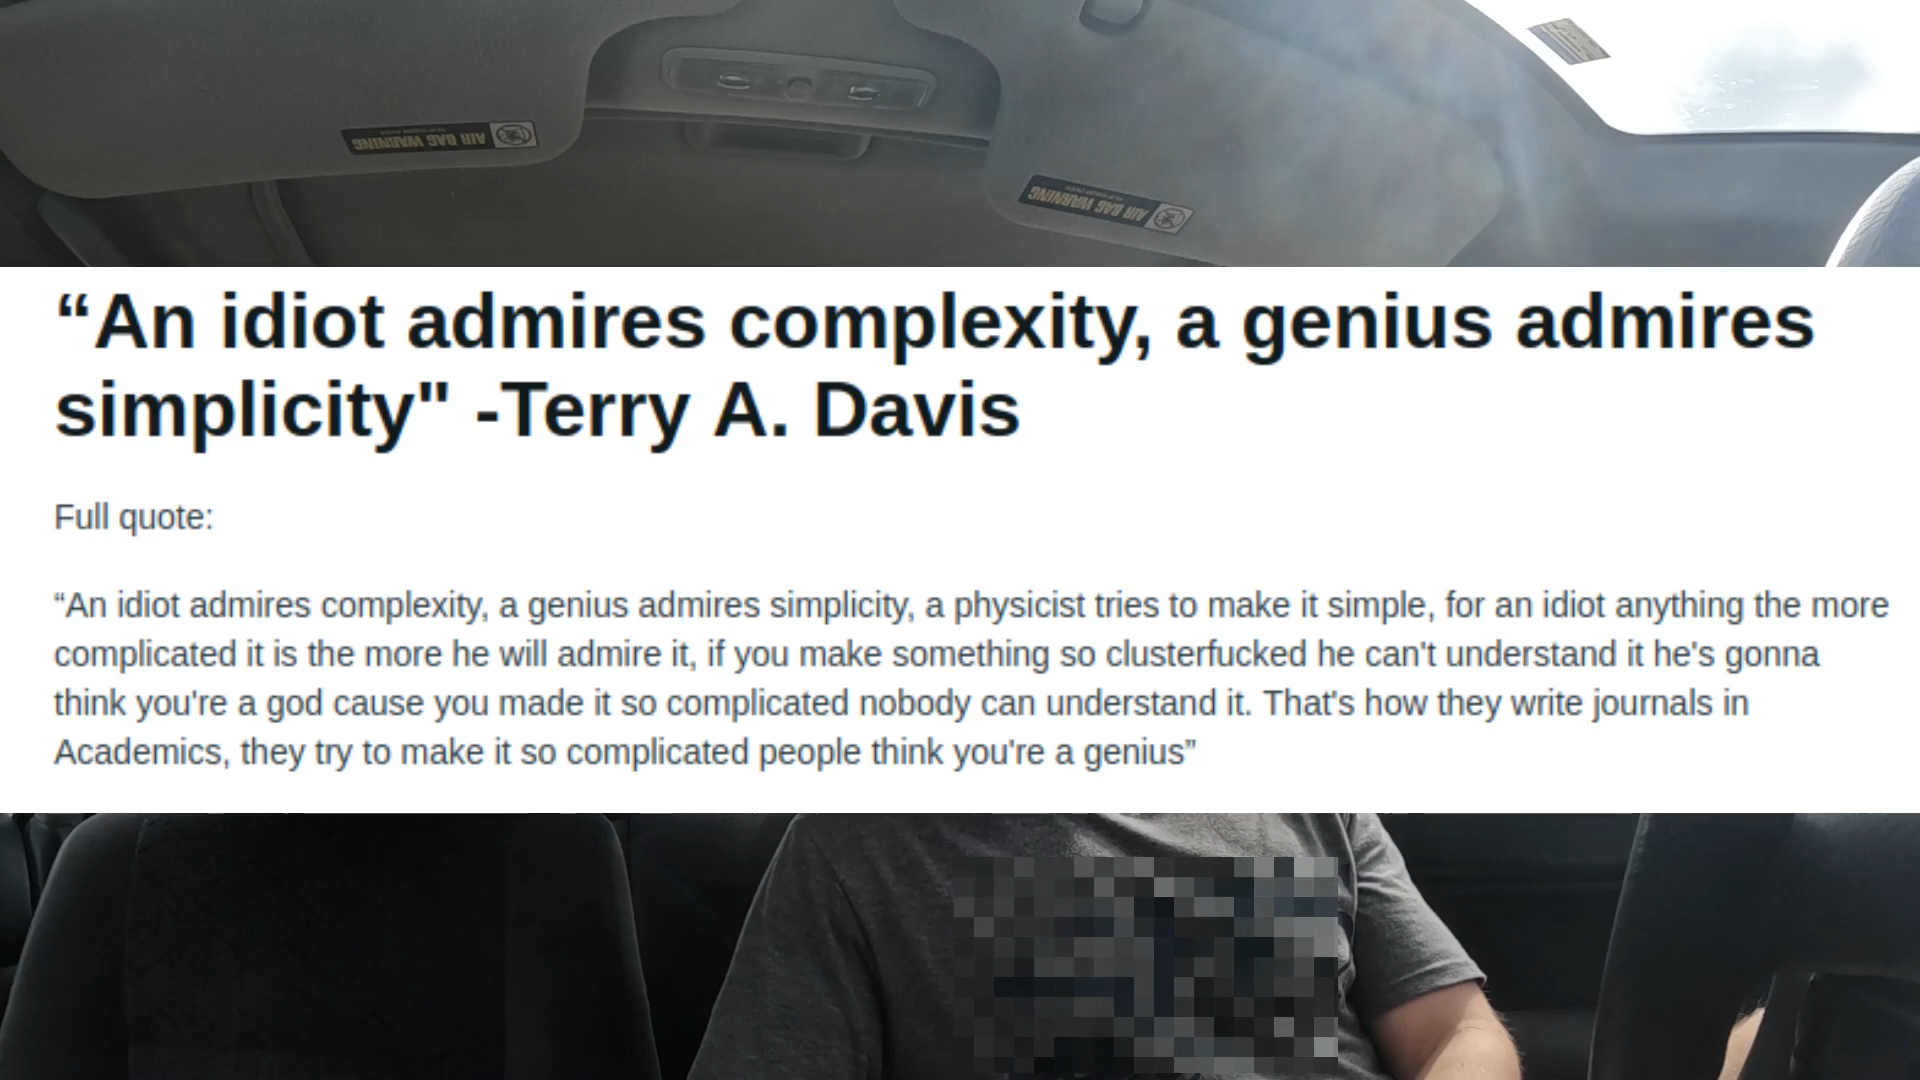 AIR BAG WARNING
AIR BAG WARNING
“An idiot admires complexity, a genius admires
simplicity" -Terry A. Davis
Full quote:
“An idiot admires complexity, a genius admires simplicity, a physicist tries to make it simple, for an idiot anything the more
complicated it is the more he will admire it, if you make something so clusterfucked he can't understand it he's gonna
think you're a god cause you made it so complicated nobody can understand it. That's how they write journals in
Academics, they try to make it so complicated people think you're a genius”